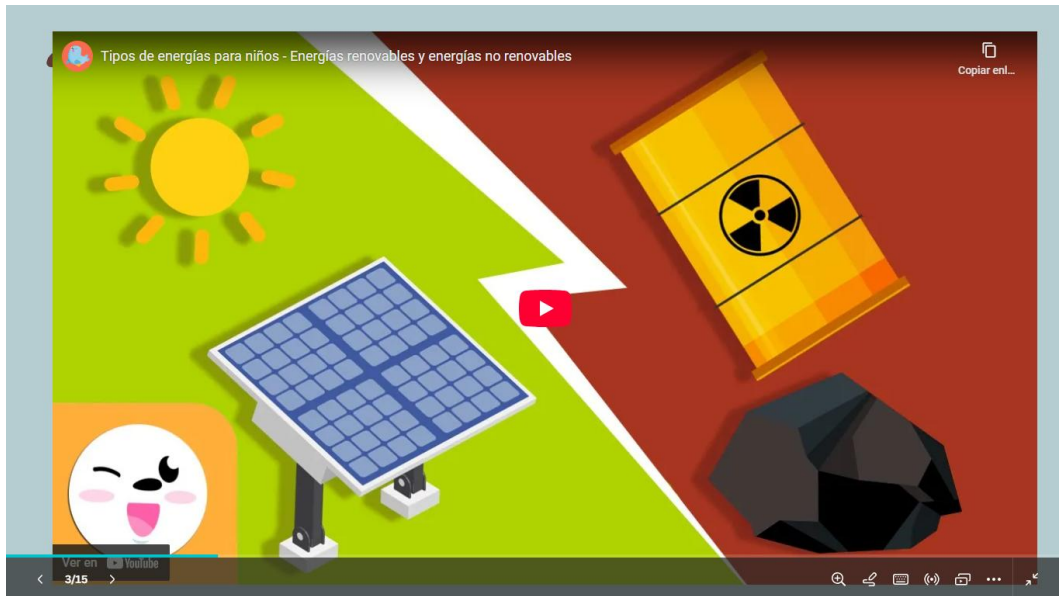 Tipos de energías para niños - Energías renovables y energías no renovables
Copiar enl...
Ver en YouTube
3/15